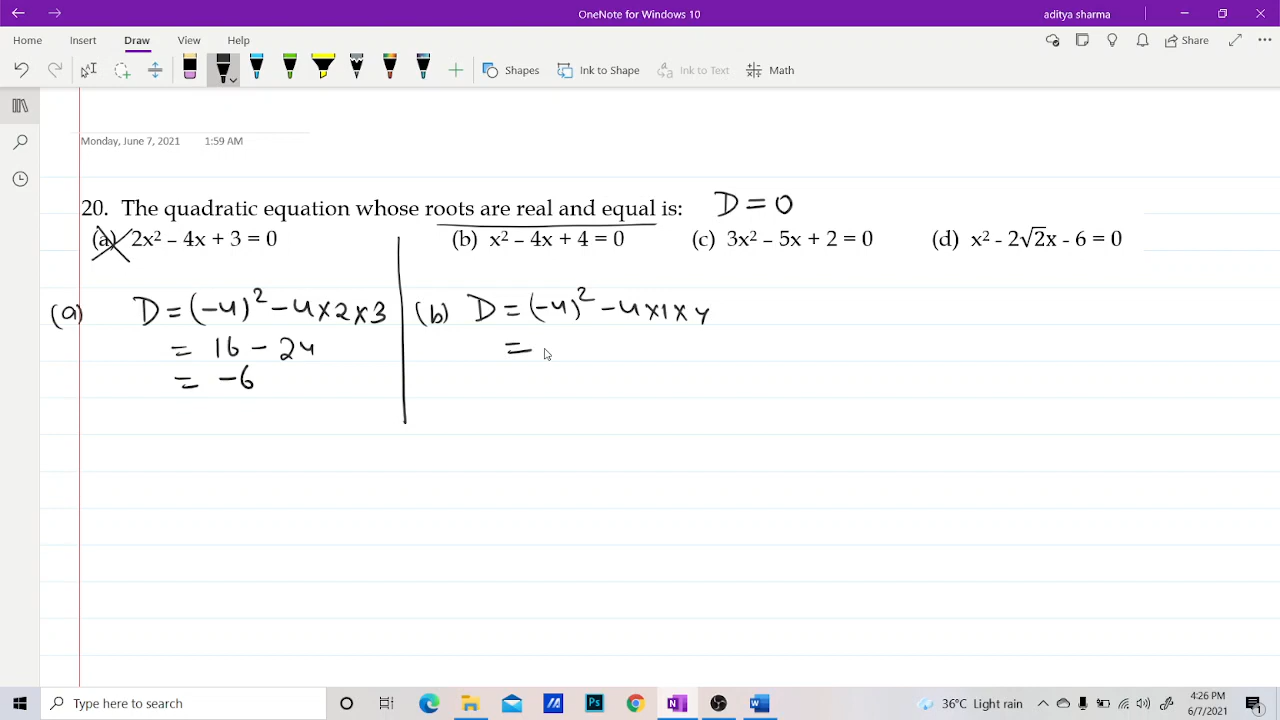 OneNote for Windows 10
aditya sharma
Home Insert Draw View Help
Share
Shapes
Ink to Shape
Ink to Text
Math
Monday, June 7, 2021 1:59 AM
20. The quadratic equation whose roots are real and equal is: D = 0
(a) 2x² – 4x + 3 = 0 (b) x² – 4x + 4 = 0 (c) 3x² – 5x + 2 = 0 (d) x² - 2√2x - 6 = 0
(a) D = (-4)² - 4×2×3 (b) D = (-4)² - 4×1×4
= 16 - 24 =
= -6
Type here to search
36°C Light rain
4:26 PM
6/7/2021